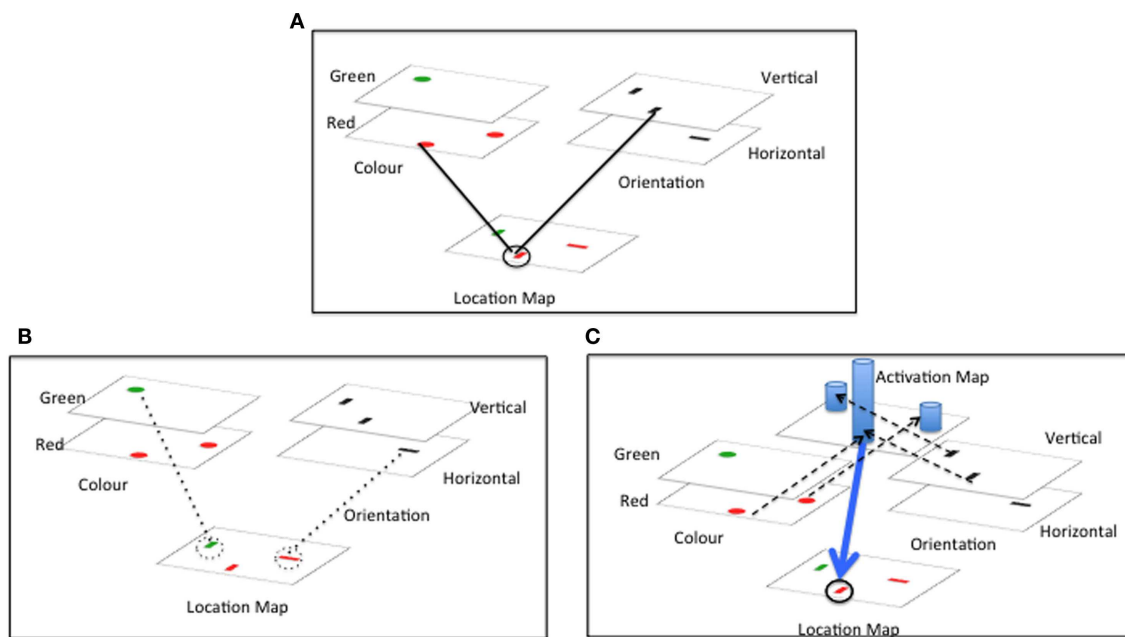 A
Green
Vertical
Red
Horizontal
Colour
Orientation
Location Map
B
Green
Vertical
Red
Horizontal
Colour
Orientation
Location Map
C
Activation Map
Vertical
Green
Red
Horizontal
Colour
Orientation
Location Map